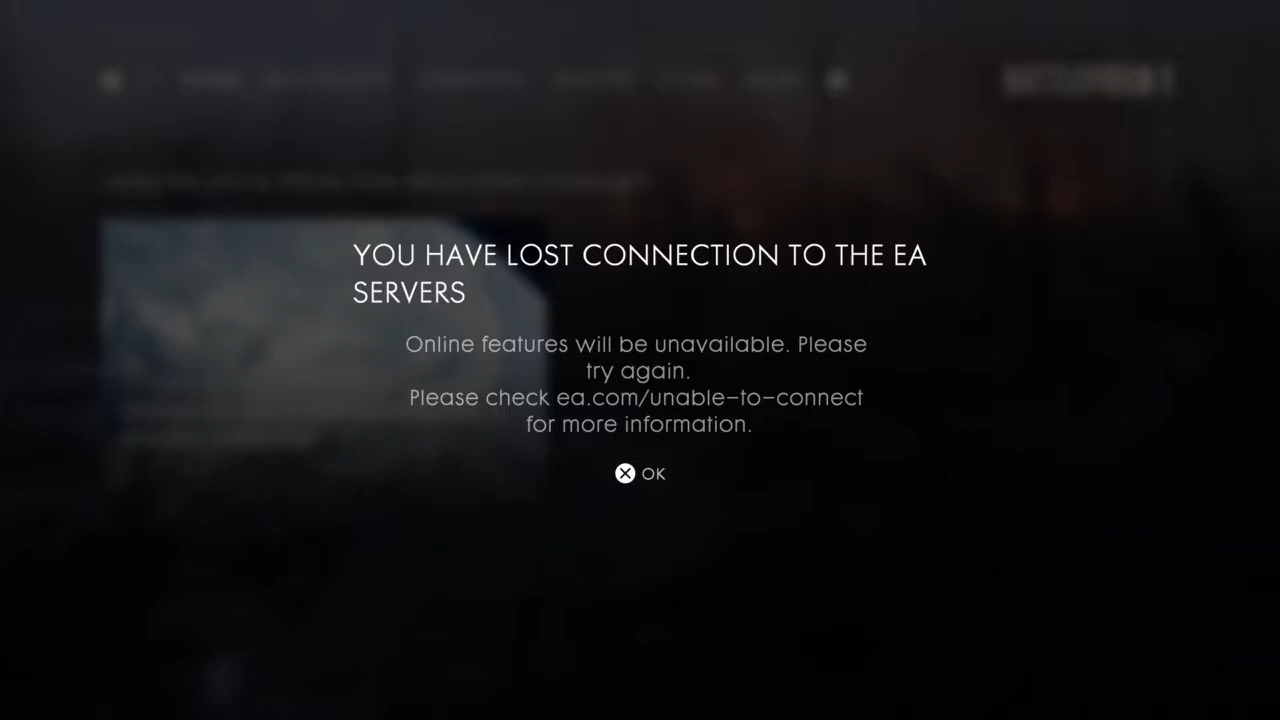 YOU HAVE LOST CONNECTION TO THE EA
SERVERS
Online features will be unavailable. Please
try again.
Please check ea.com/unable-to-connect
for more information.
OK